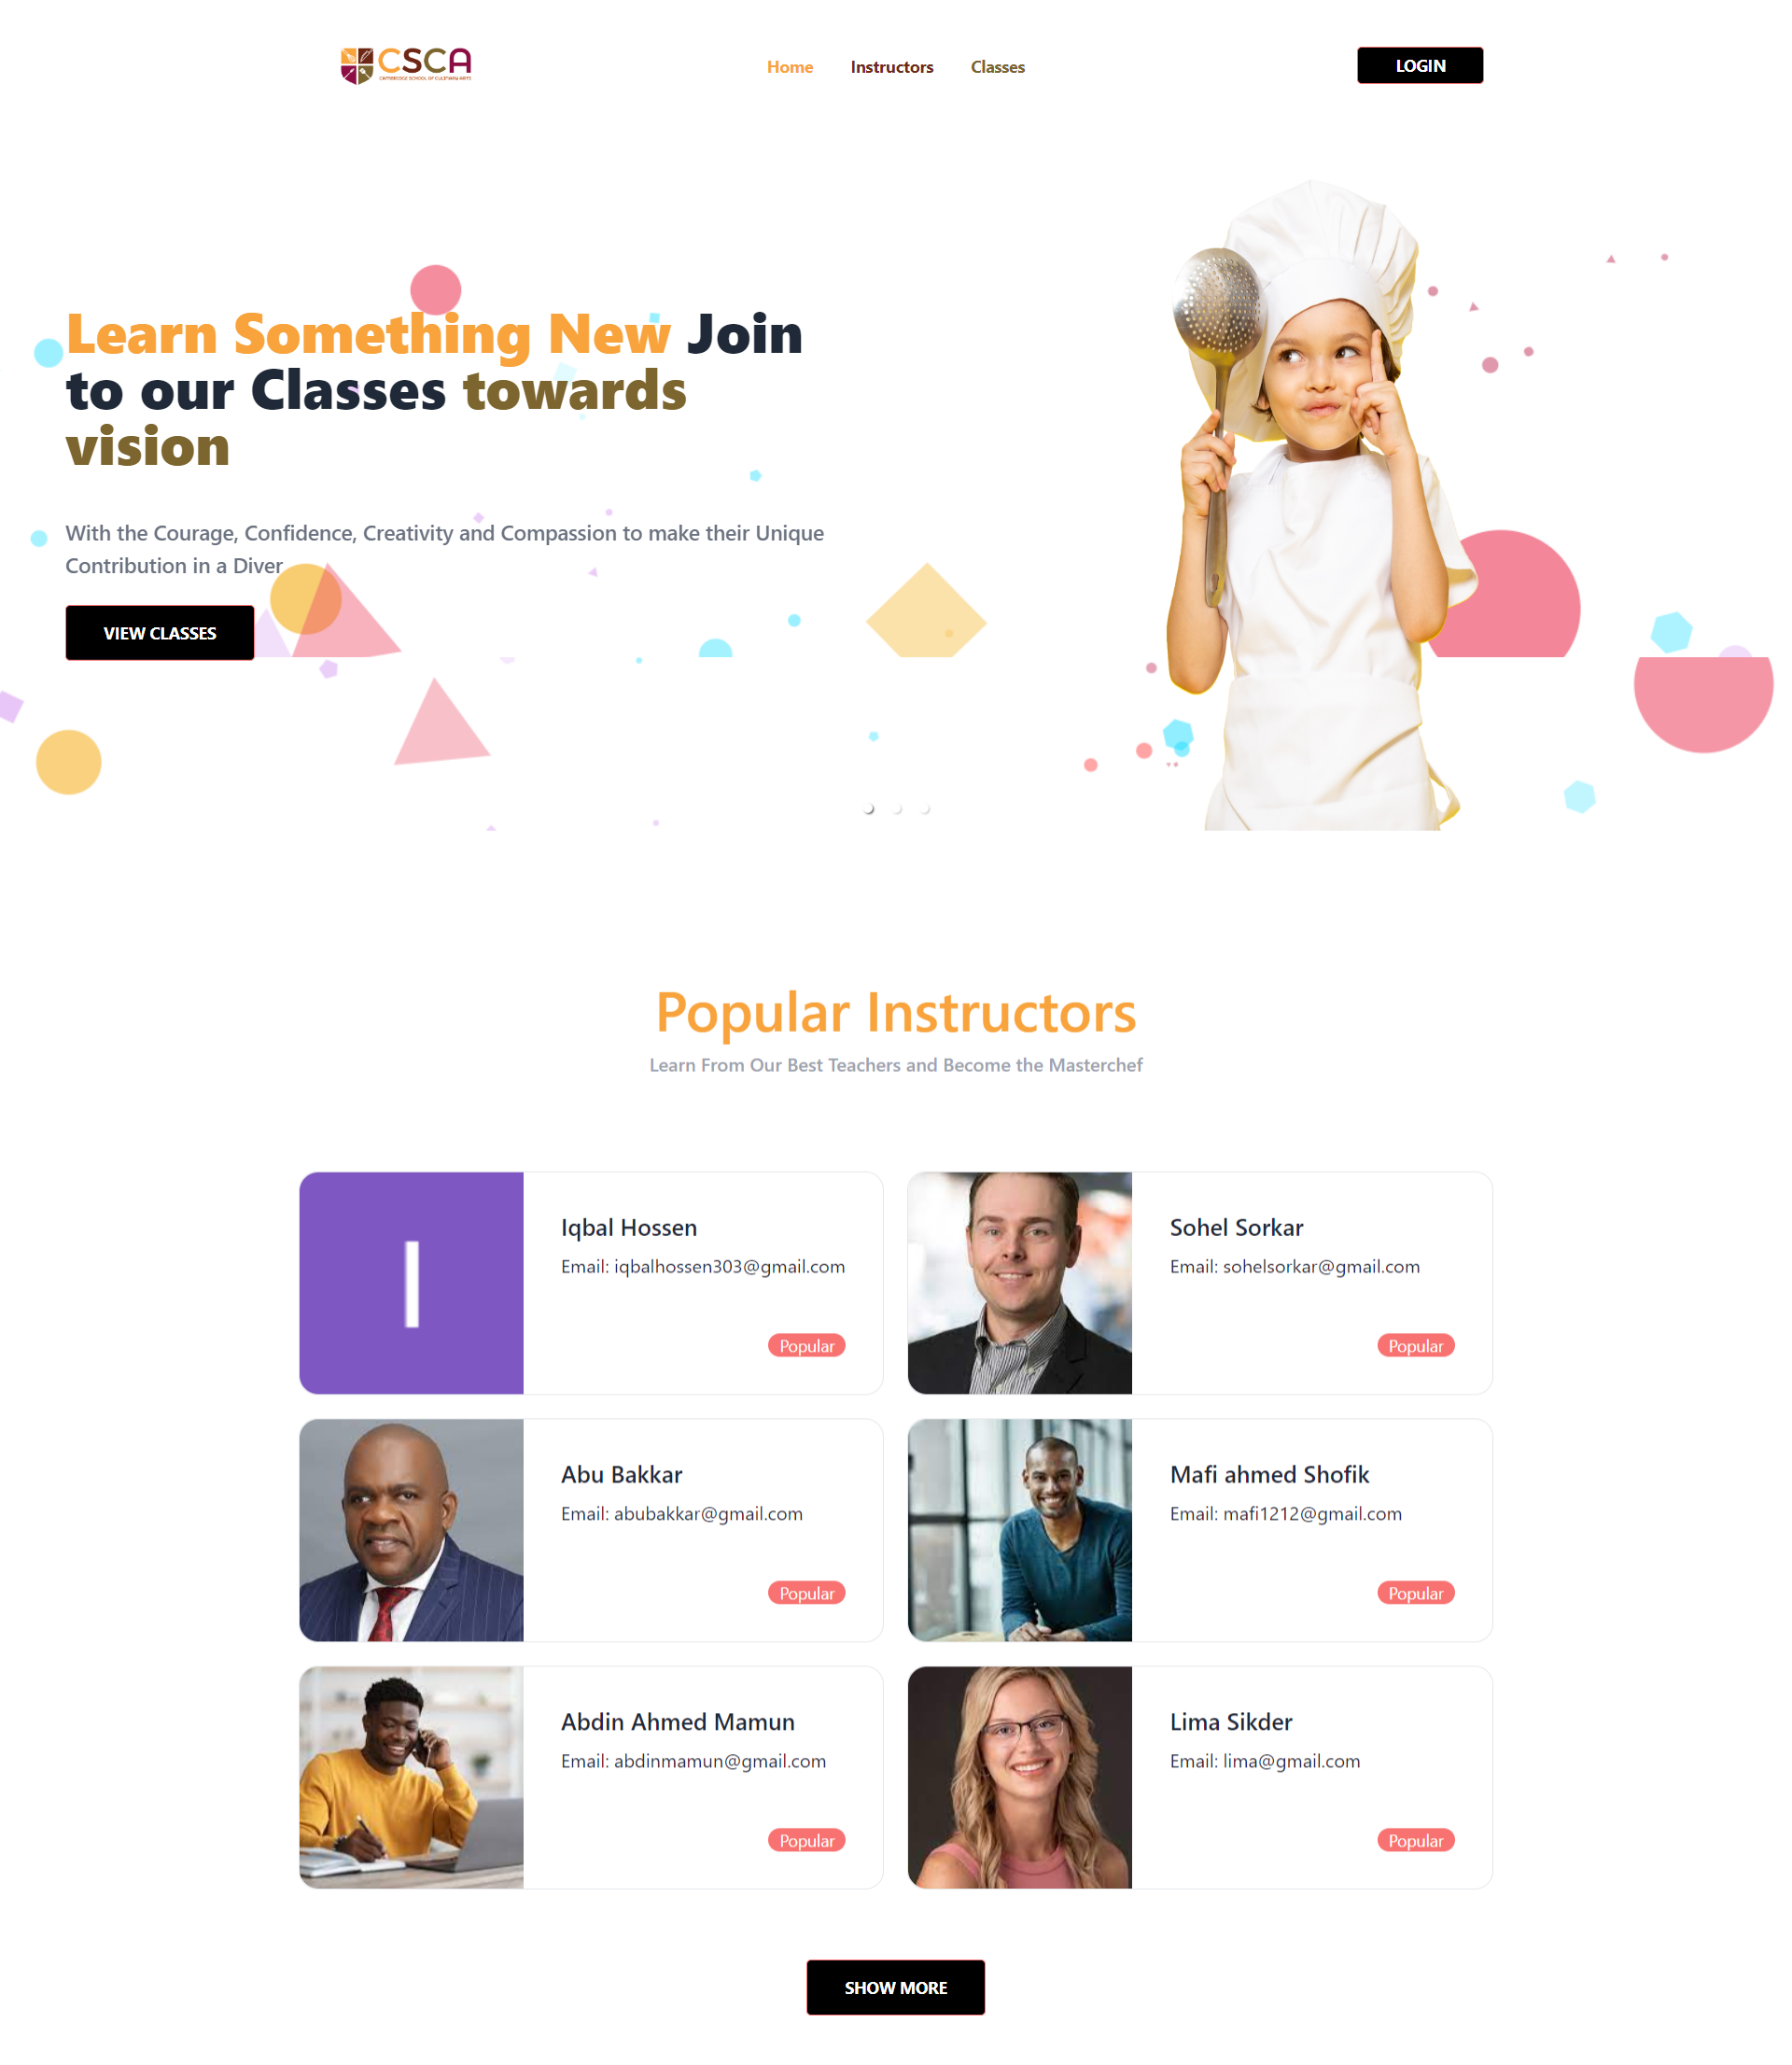 CSCA
CAMBRIDGE SCHOOL OF CULINARY ARTS
Home
Instructors
Classes
LOGIN
Learn Something New Join
to our Classes towards
vision
With the Courage, Confidence, Creativity and Compassion to make their Unique
Contribution in a Diver
VIEW CLASSES
Popular Instructors
Learn From Our Best Teachers and Become the Masterchef
I
Iqbal Hossen
Email: iqbalhossen303@gmail.com
Popular
Sohel Sorkar
Email: sohelsorkar@gmail.com
Popular
Abu Bakkar
Email: abubakkar@gmail.com
Popular
Mafi ahmed Shofik
Email: mafi1212@gmail.com
Popular
Abdin Ahmed Mamun
Email: abdinmamun@gmail.com
Popular
Lima Sikder
Email: lima@gmail.com
Popular
SHOW MORE